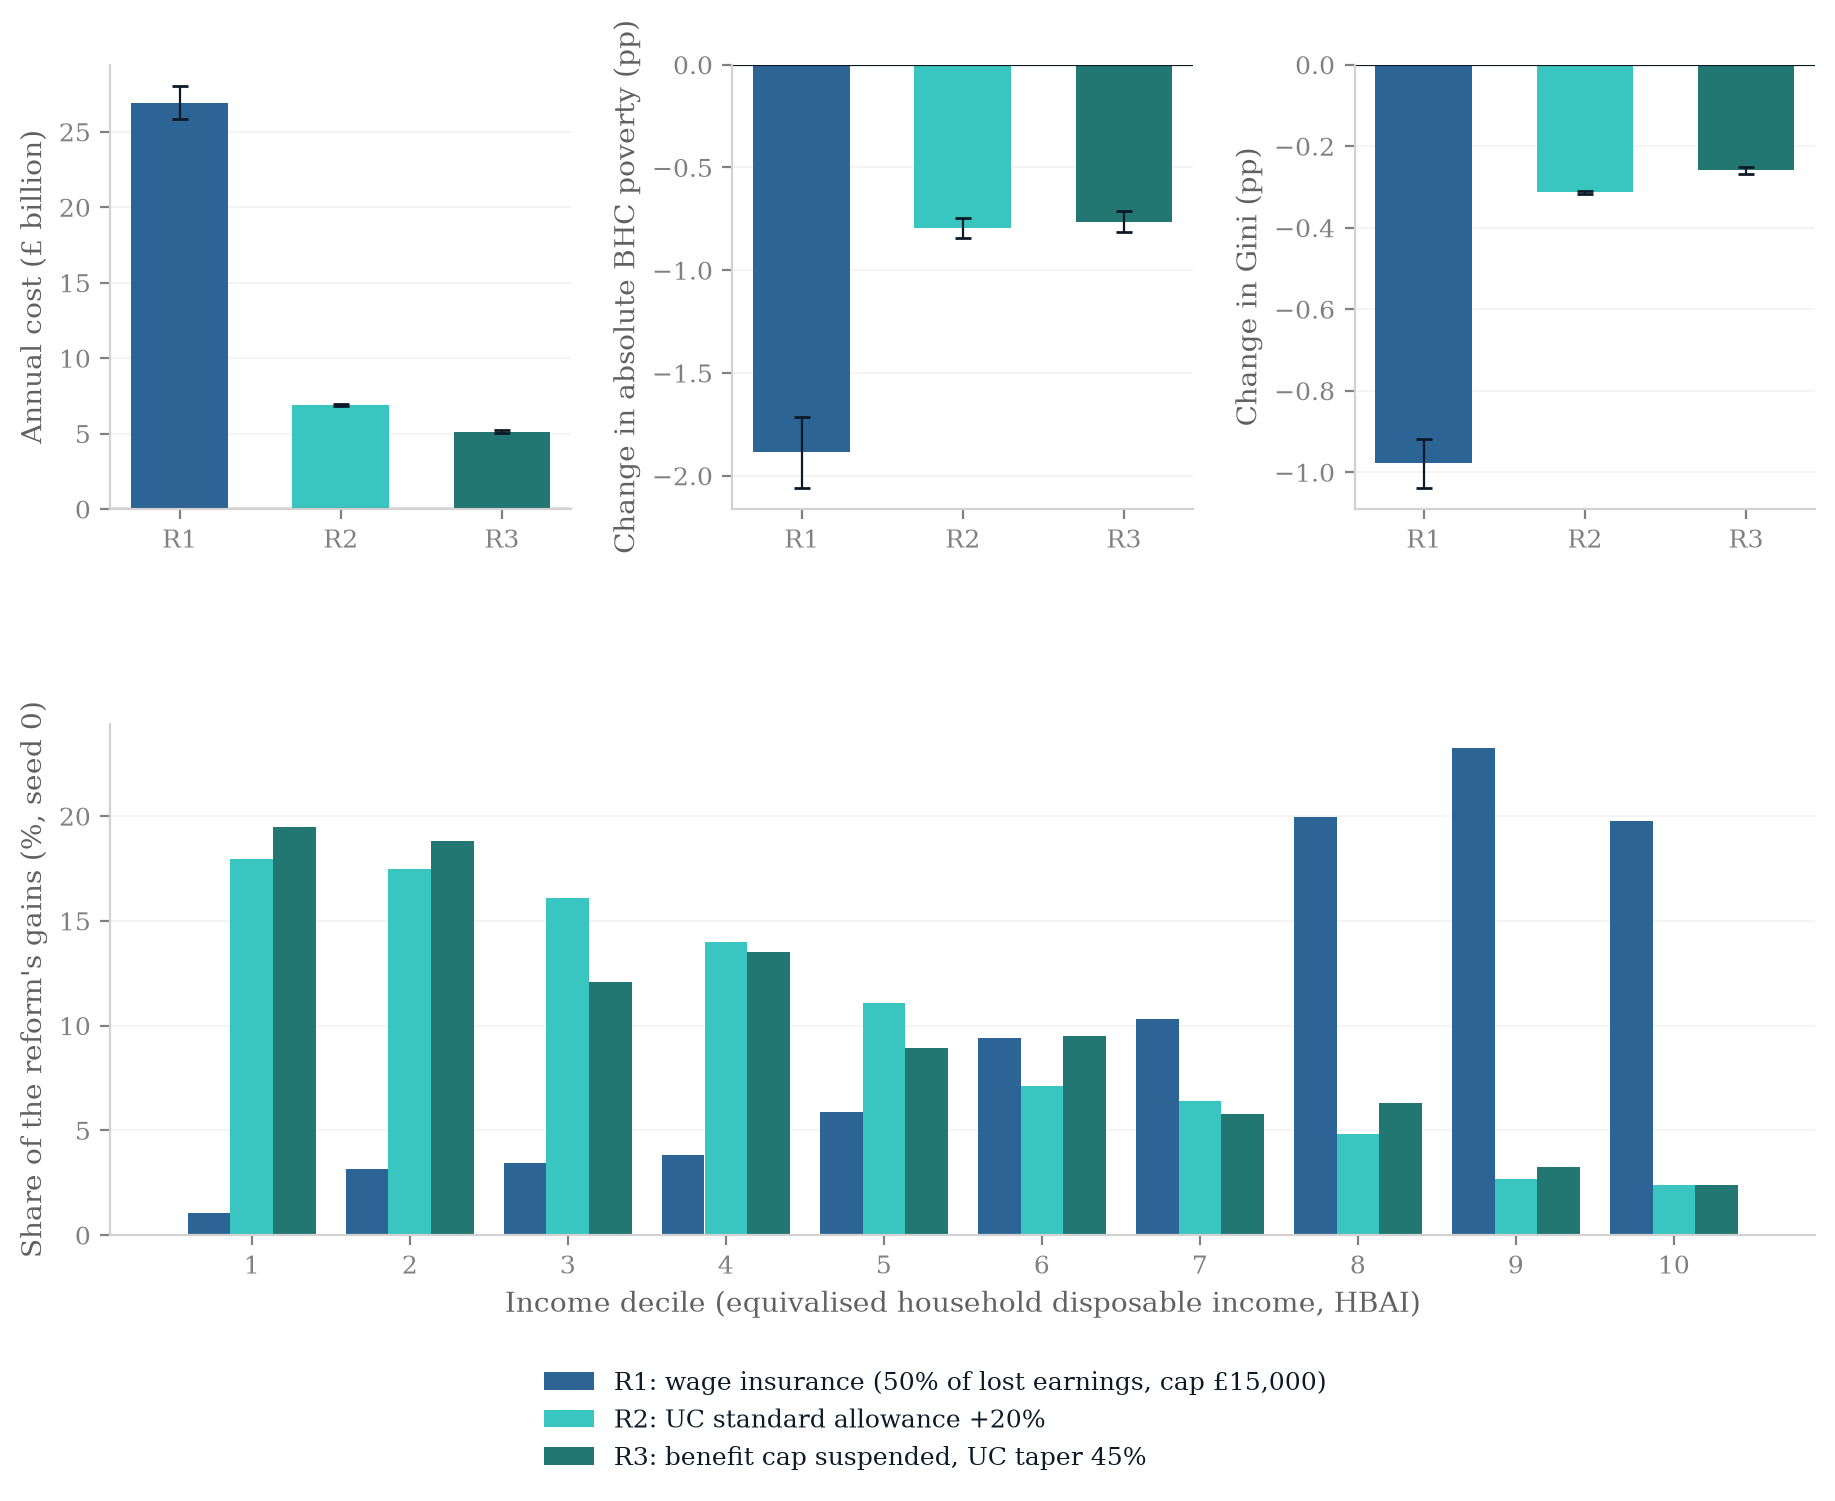 Annual cost (£ billion)
25
20
15
10
5
0
R1
R2
R3
Change in absolute BHC poverty (pp)
0.0
−0.5
−1.0
−1.5
−2.0
R1
R2
R3
Change in Gini (pp)
0.0
−0.2
−0.4
−0.6
−0.8
−1.0
R1
R2
R3
Share of the reform's gains (%, seed 0)
20
15
10
5
0
1
2
3
4
5
6
7
8
9
10
Income decile (equivalised household disposable income, HBAI)
R1: wage insurance (50% of lost earnings, cap £15,000)
R2: UC standard allowance +20%
R3: benefit cap suspended, UC taper 45%